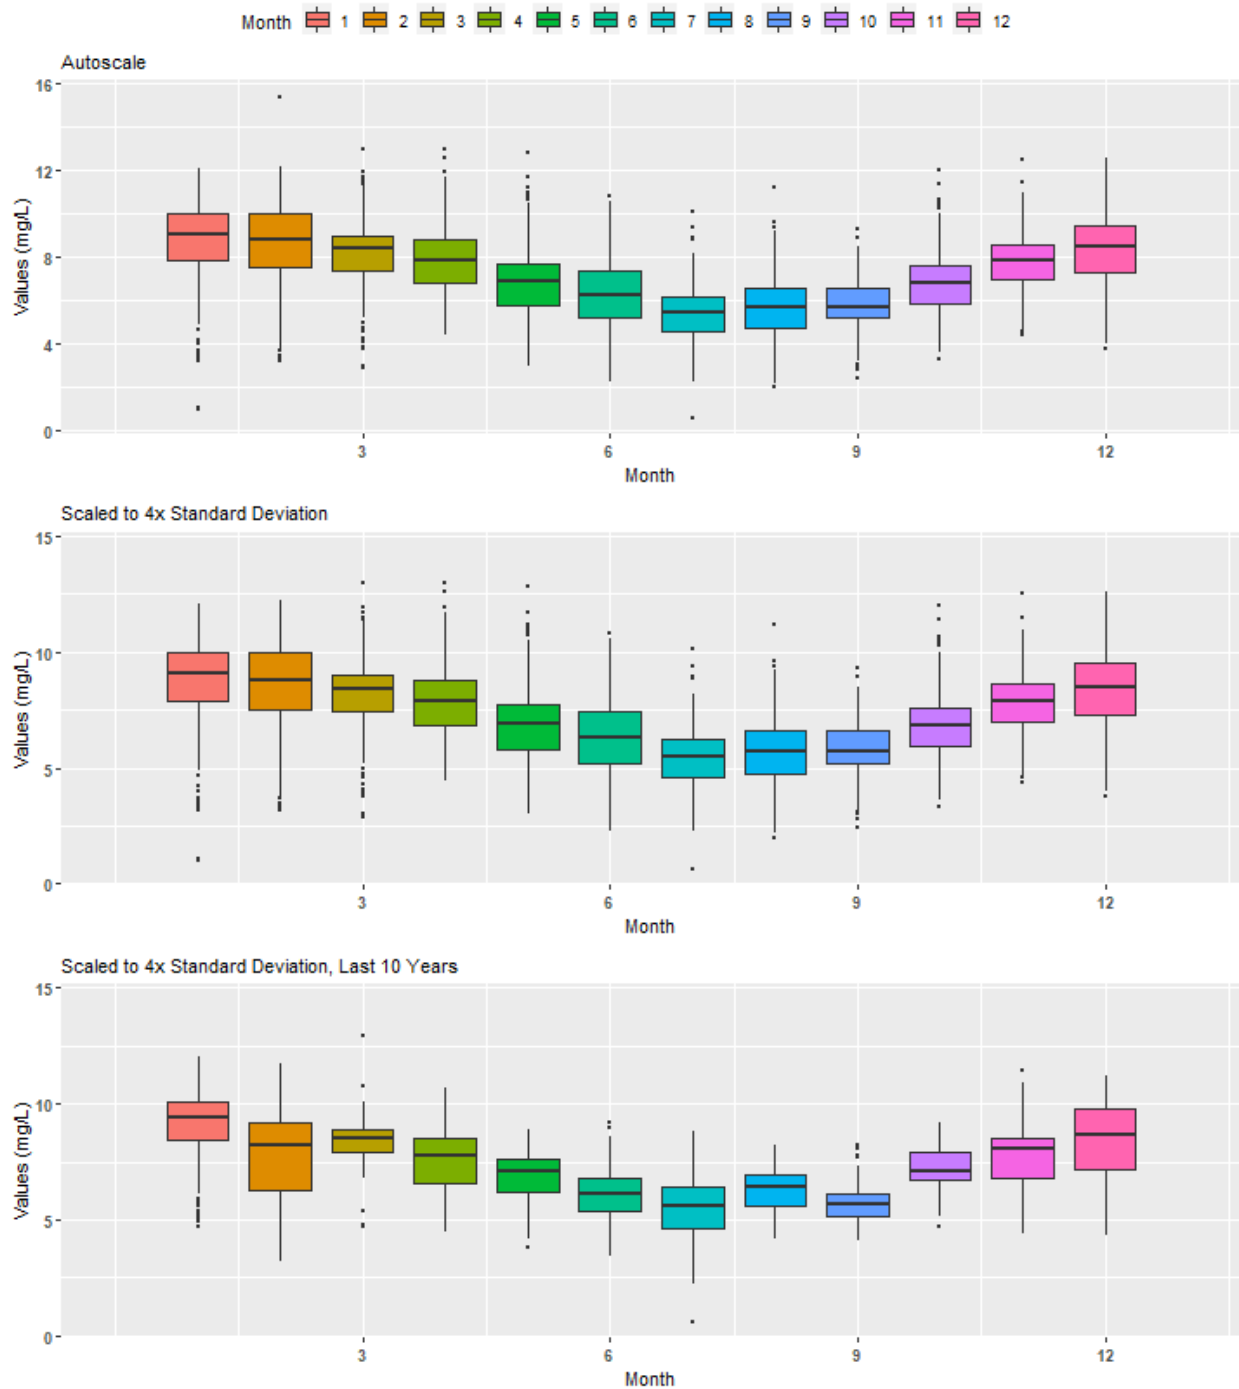 Month 1 2 3 4 5 6 7 8 9 10 11 12
Autoscale
Values (mg/L)
16
12
8
4
0
3 6 9 12
Month
Scaled to 4x Standard Deviation
Values (mg/L)
15
10
5
0
3 6 9 12
Month
Scaled to 4x Standard Deviation, Last 10 Years
Values (mg/L)
15
10
5
0
3 6 9 12
Month